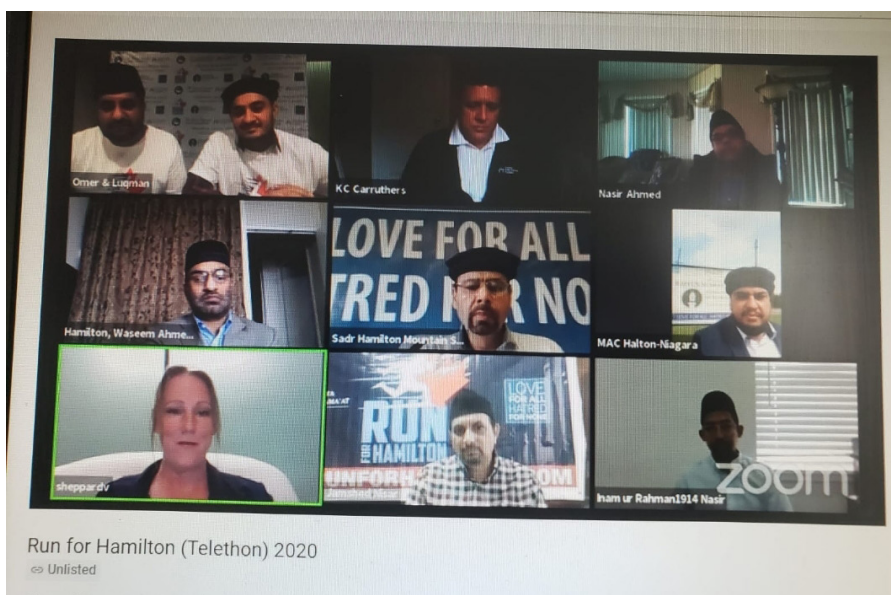 Omer & Luqman
KC Carruthers
Nasir Ahmed
Hamilton, Waseem Ahme...
LOVE FOR ALL
TRED
R NO
Sadr Hamilton Mountain S...
MAC Halton-Niagara
sheppardv
RUN
FOR HAMILTON
LOVE
FOR ALL
HATRED
FOR NONE
Jamshed Nisar
Inam ur Rahman1914 Nasir
zoom
Run for Hamilton (Telethon) 2020
Unlisted